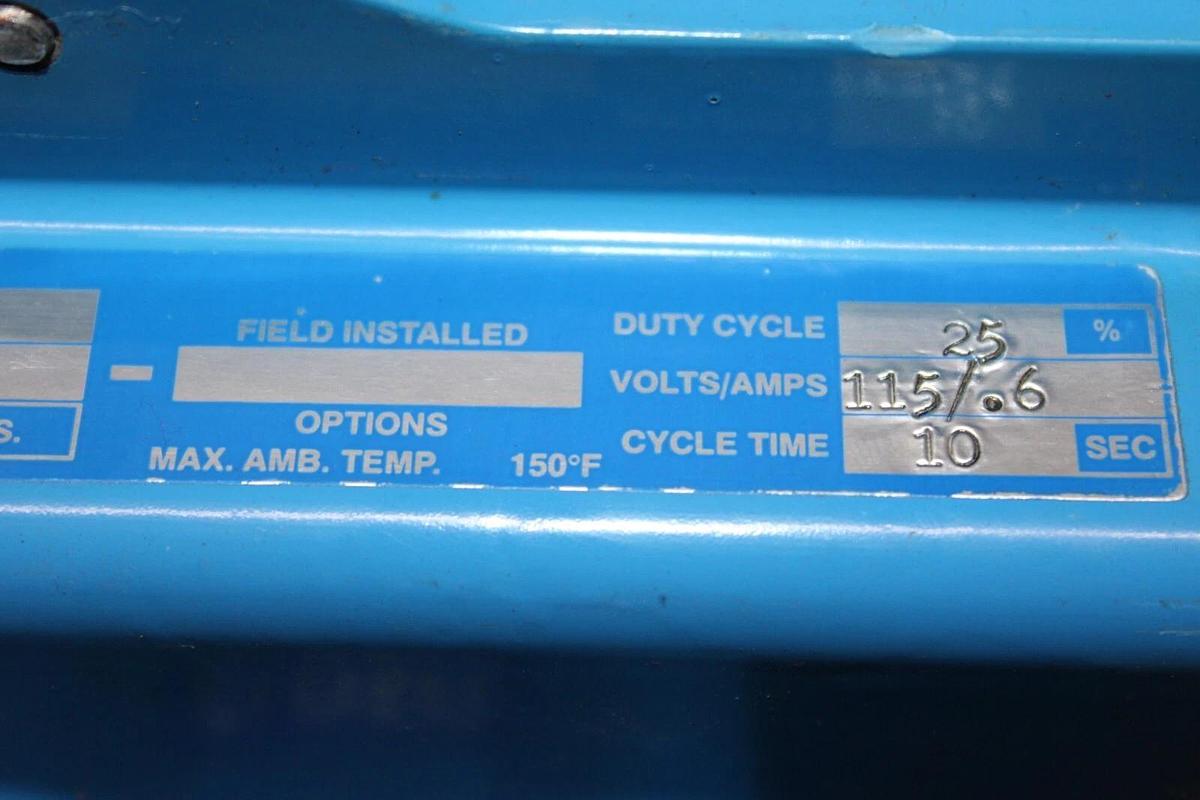 S.
-
FIELD INSTALLED
OPTIONS
MAX. AMB. TEMP. 150°F
DUTY CYCLE 25 %
VOLTS/AMPS 115/.6
CYCLE TIME 10 SEC